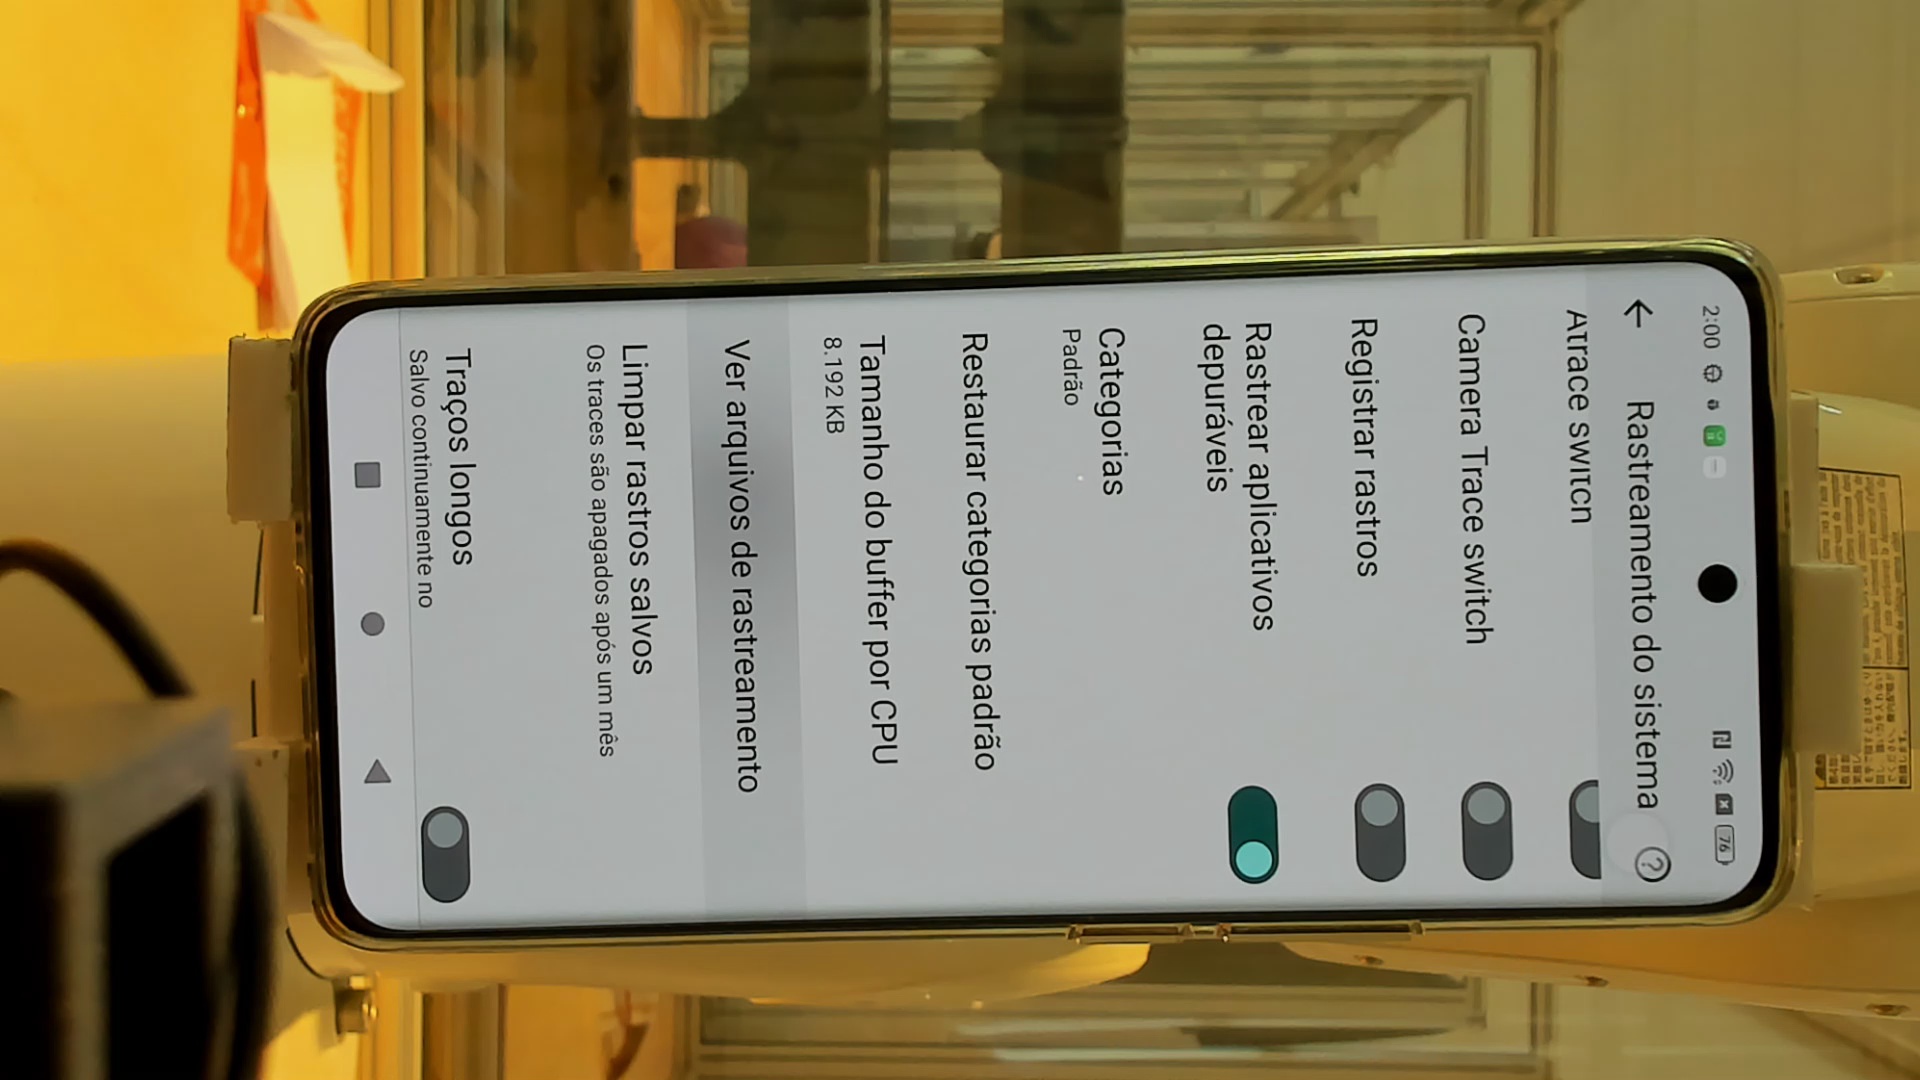 2:00
76
Rastreamento do sistema
Atrace switch
Camera Trace switch
Registrar rastros
Rastrear aplicativos
depuráveis
Categorias
Padrão
Restaurar categorias padrão
Tamanho do buffer por CPU
8.192 KB
Ver arquivos de rastreamento
Limpar rastros salvos
Os traces são apagados após um mês
Traços longos
Salvo continuamente no